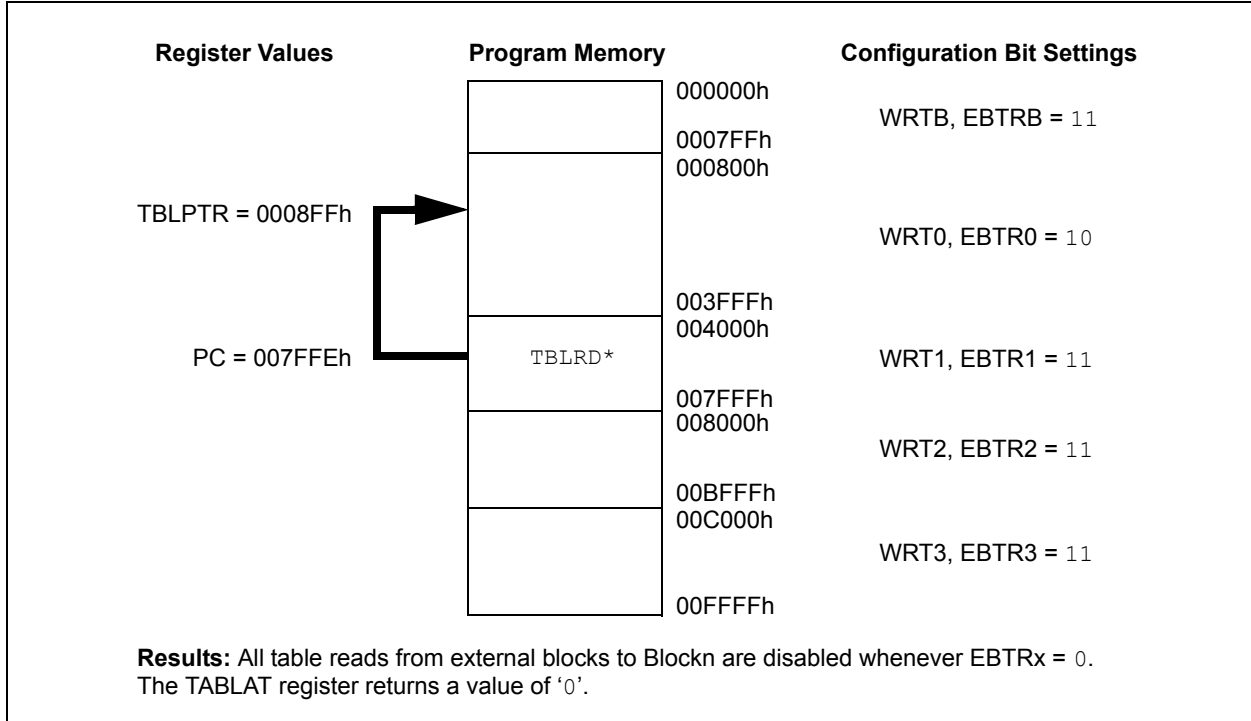 Register Values Program Memory Configuration Bit Settings
000000h
WRTB, EBTRB = 11
0007FFh
000800h
TBLPTR = 0008FFh
WRT0, EBTR0 = 10
003FFFh
004000h
PC = 007FFEh TBLRD* WRT1, EBTR1 = 11
007FFFh
008000h
WRT2, EBTR2 = 11
00BFFFh
00C000h
WRT3, EBTR3 = 11
00FFFFh
Results: All table reads from external blocks to Blockn are disabled whenever EBTRx = 0.
The TABLAT register returns a value of ‘0’.